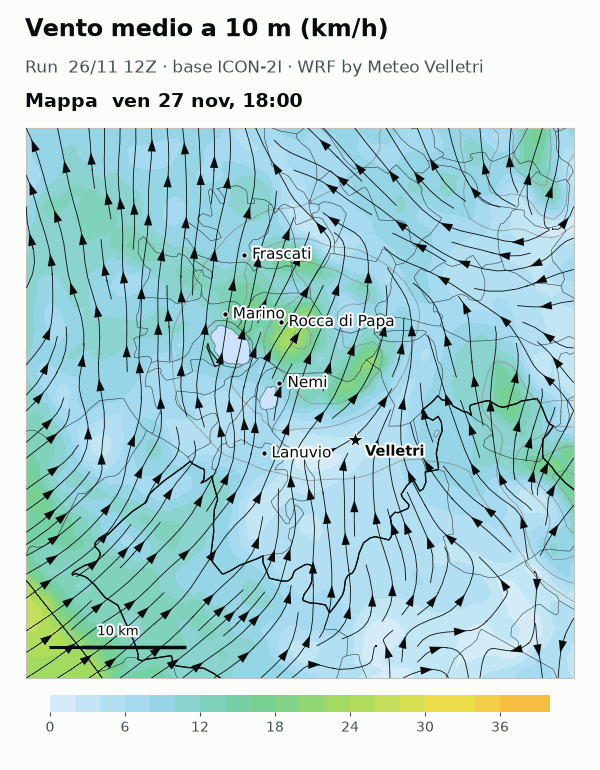 Vento medio a 10 m (km/h)
Run  26/11 12Z · base ICON-2I · WRF by Meteo Velletri
Mappa  ven 27 nov, 18:00
Frascati
Marino
Rocca di Papa
Nemi
Velletri
Lanuvio
10 km
0 6 12 18 24 30 36